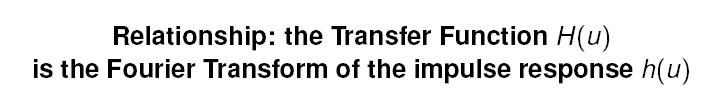 Relationship: the Transfer Function H(u)
is the Fourier Transform of the impulse response h(u)